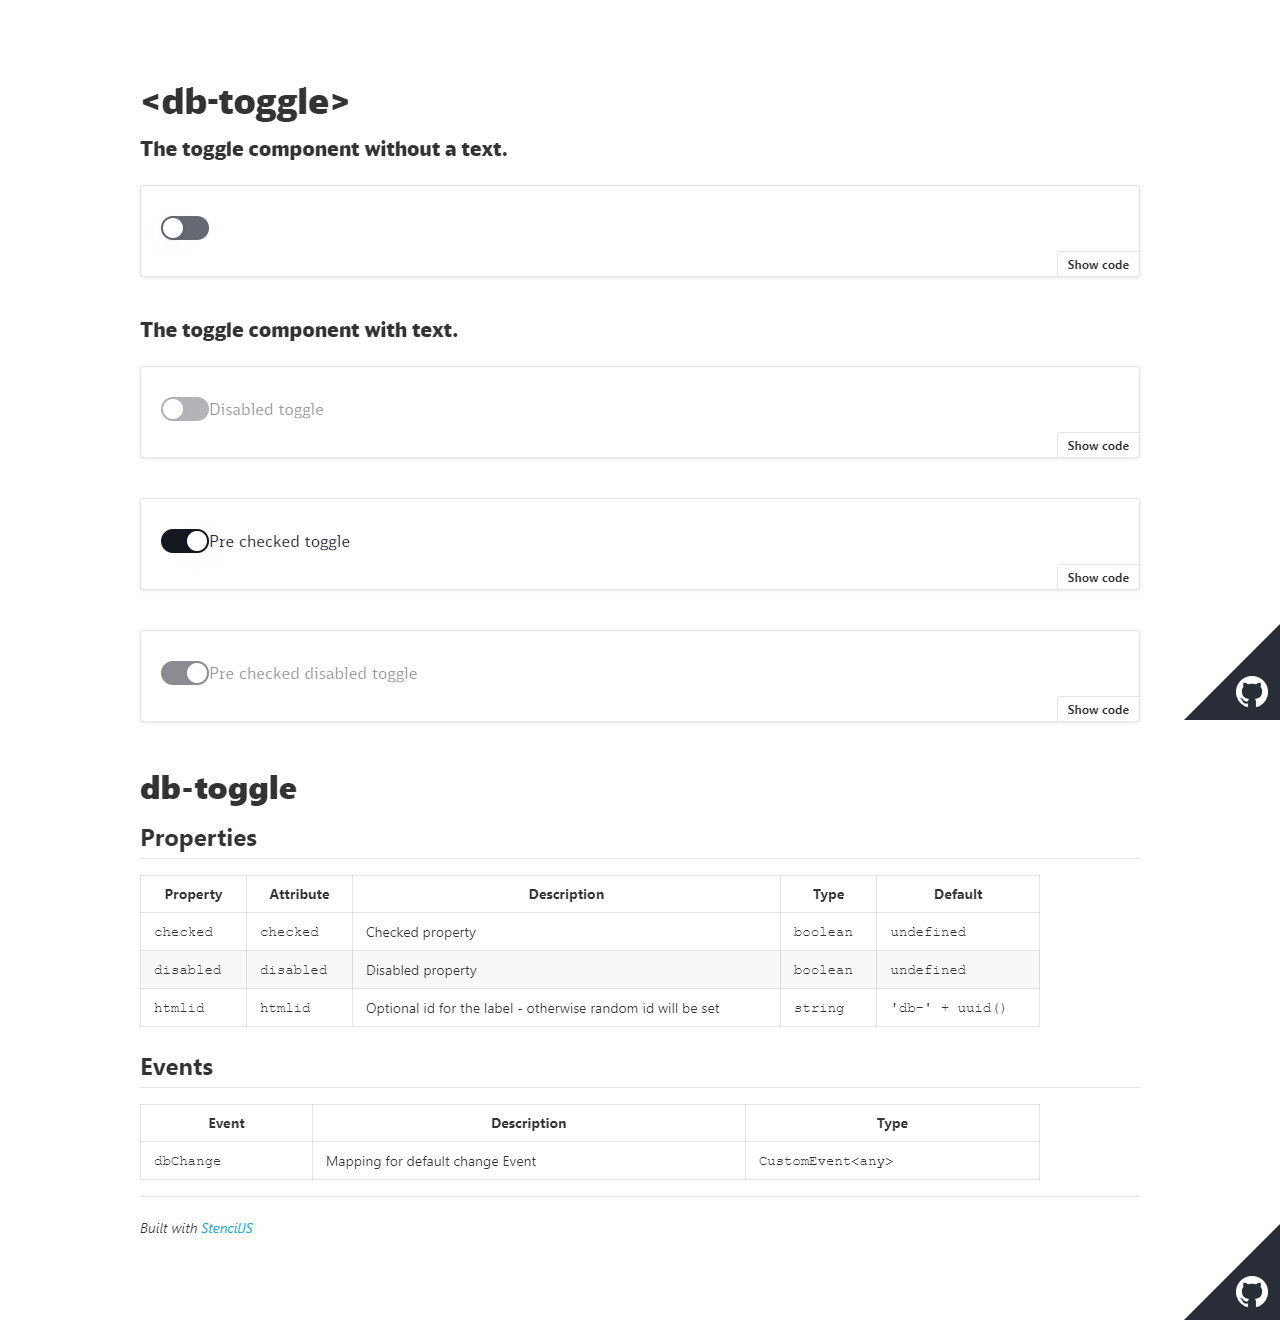 <db-toggle>
The toggle component without a text.
Show code
The toggle component with text.
Disabled toggle
Show code
Pre checked toggle
Show code
Pre checked disabled toggle
Show code
db-toggle
Properties
Property Attribute Description Type Default
checked checked Checked property boolean undefined
disabled disabled Disabled property boolean undefined
htmlid htmlid Optional id for the label - otherwise random id will be set string 'db-' + uuid()
Events
Event Description Type
dbChange Mapping for default change Event CustomEvent<any>
Built with StencilJS